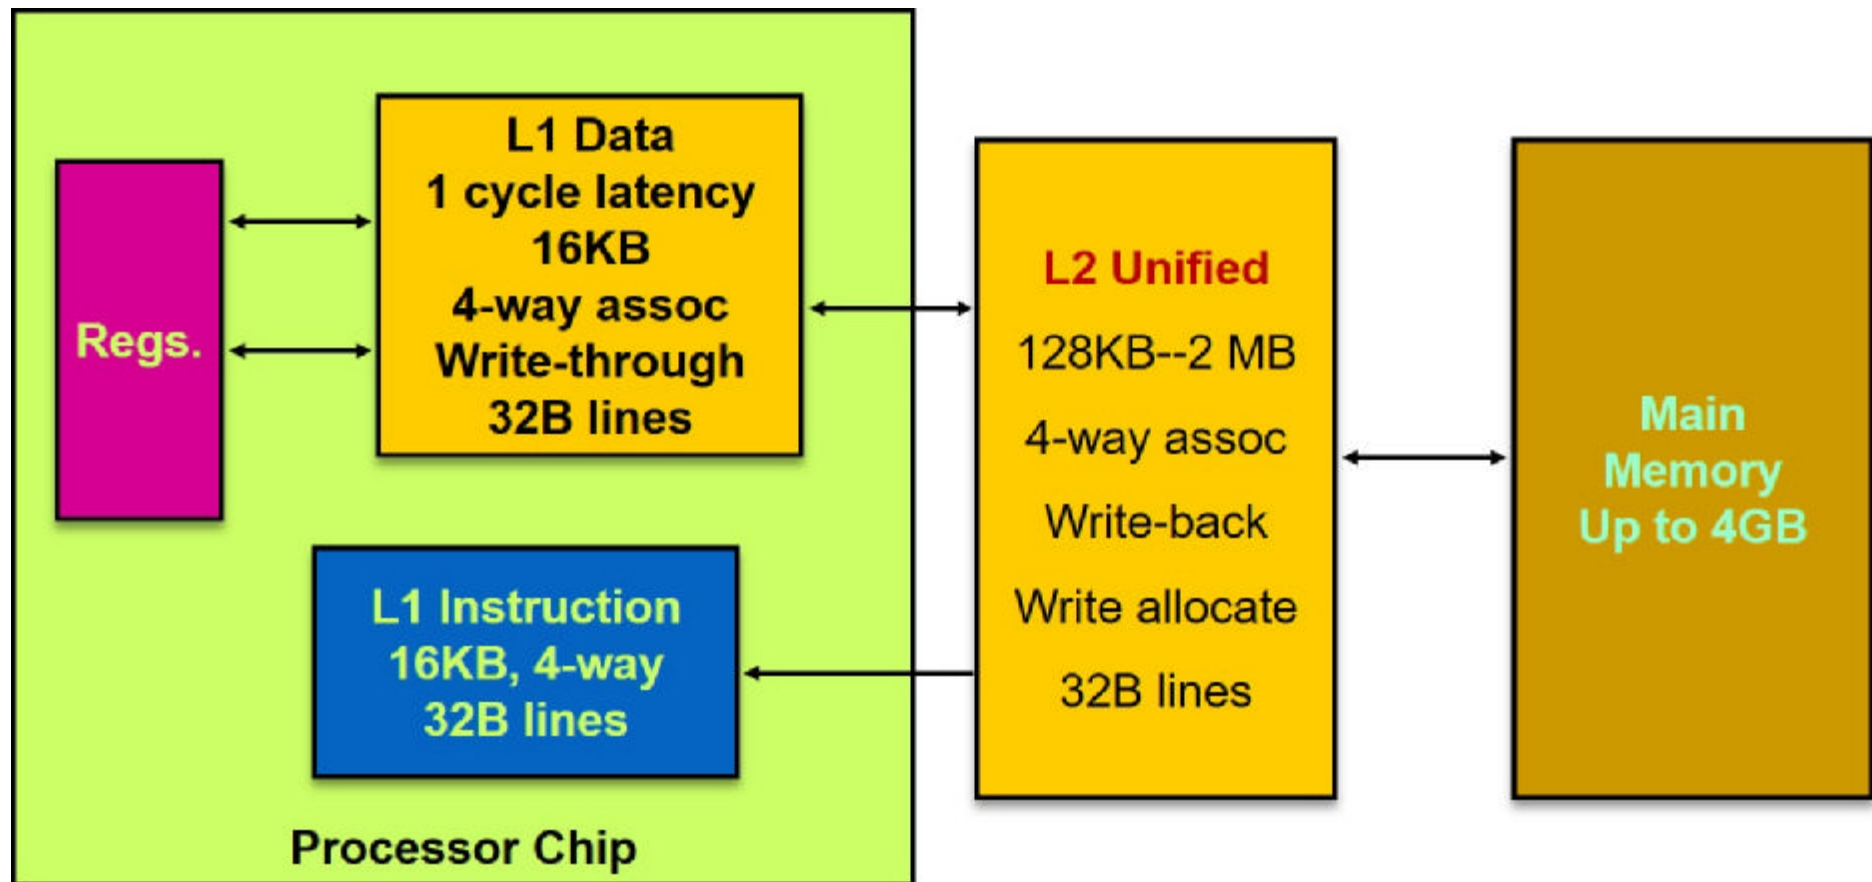 Regs.
L1 Data
1 cycle latency
16KB
4-way assoc
Write-through
32B lines
L1 Instruction
16KB, 4-way
32B lines
Processor Chip
L2 Unified
128KB--2 MB
4-way assoc
Write-back
Write allocate
32B lines
Main
Memory
Up to 4GB